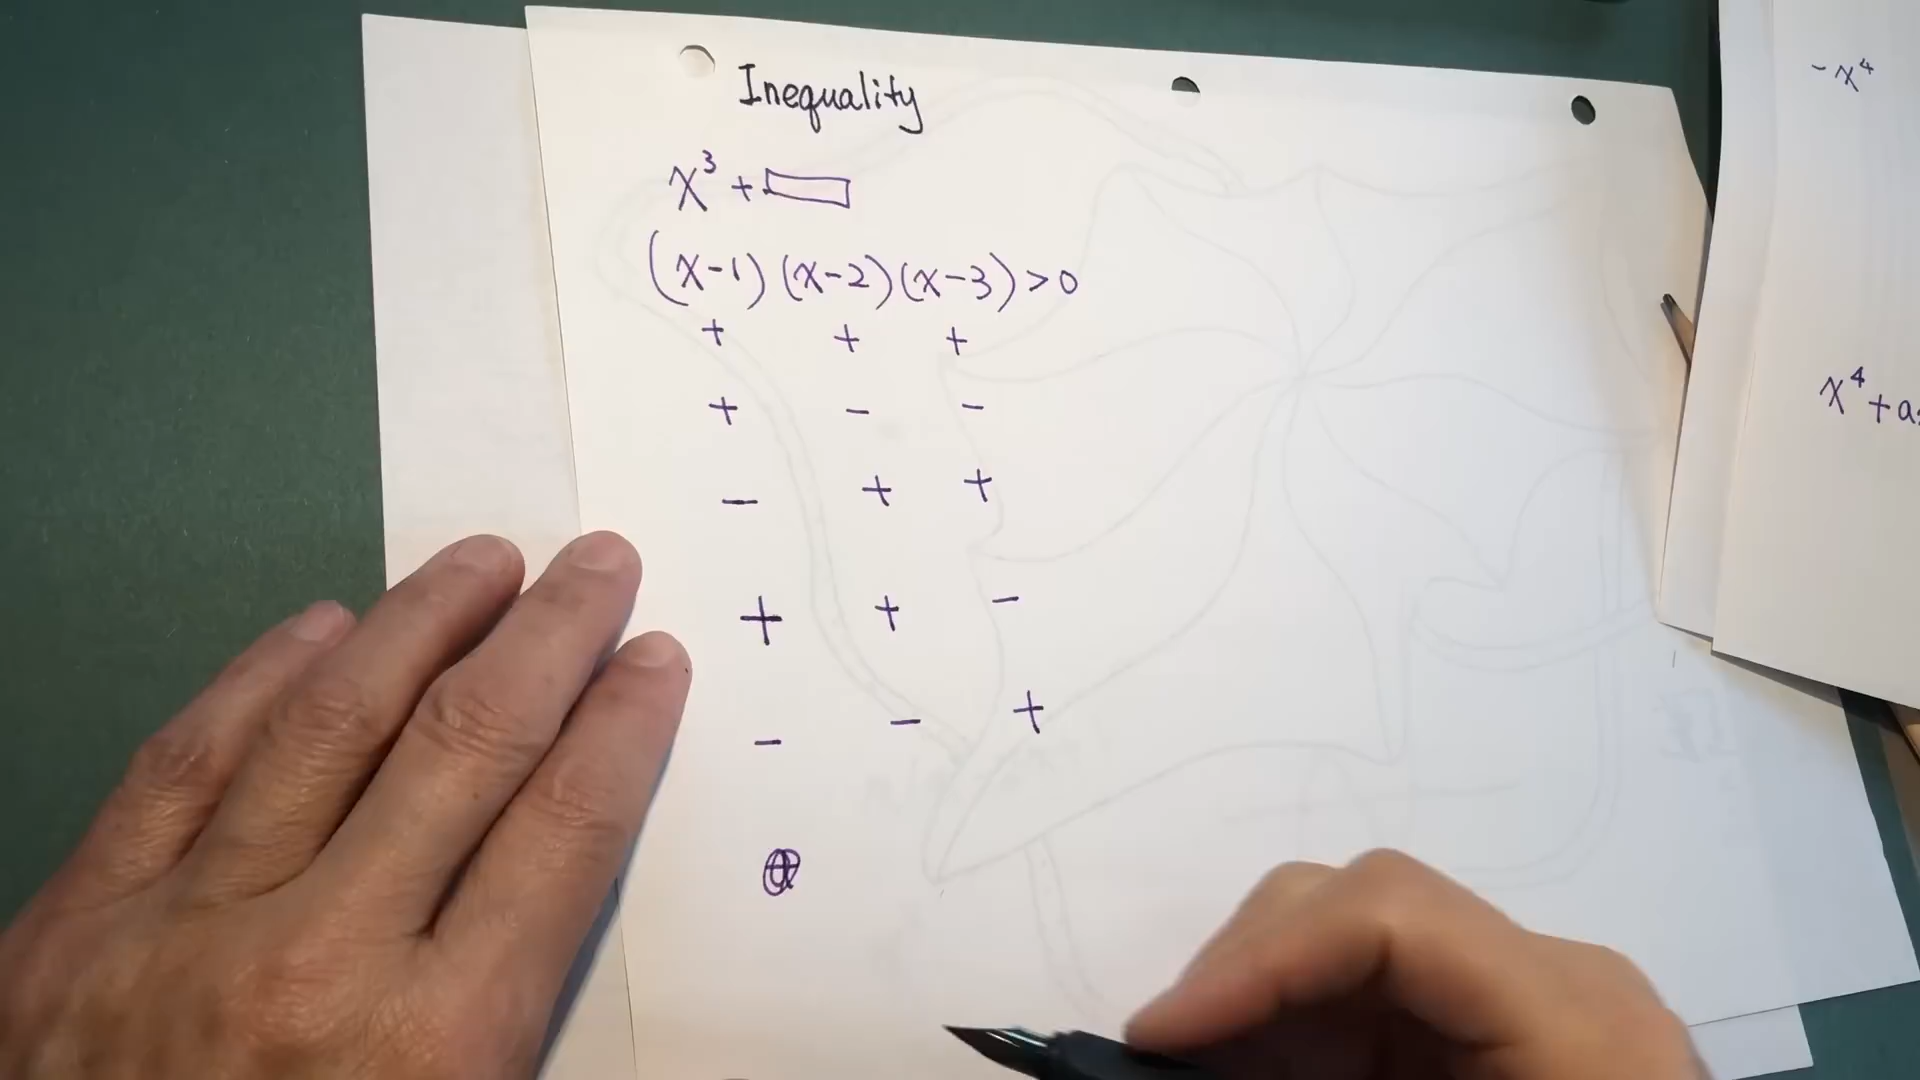 Inequality
x³ + ▭
(x-1)(x-2)(x-3)>0
+ + +
+ - -
- + +
+ + -
- - +
-x⁴
x⁴+a